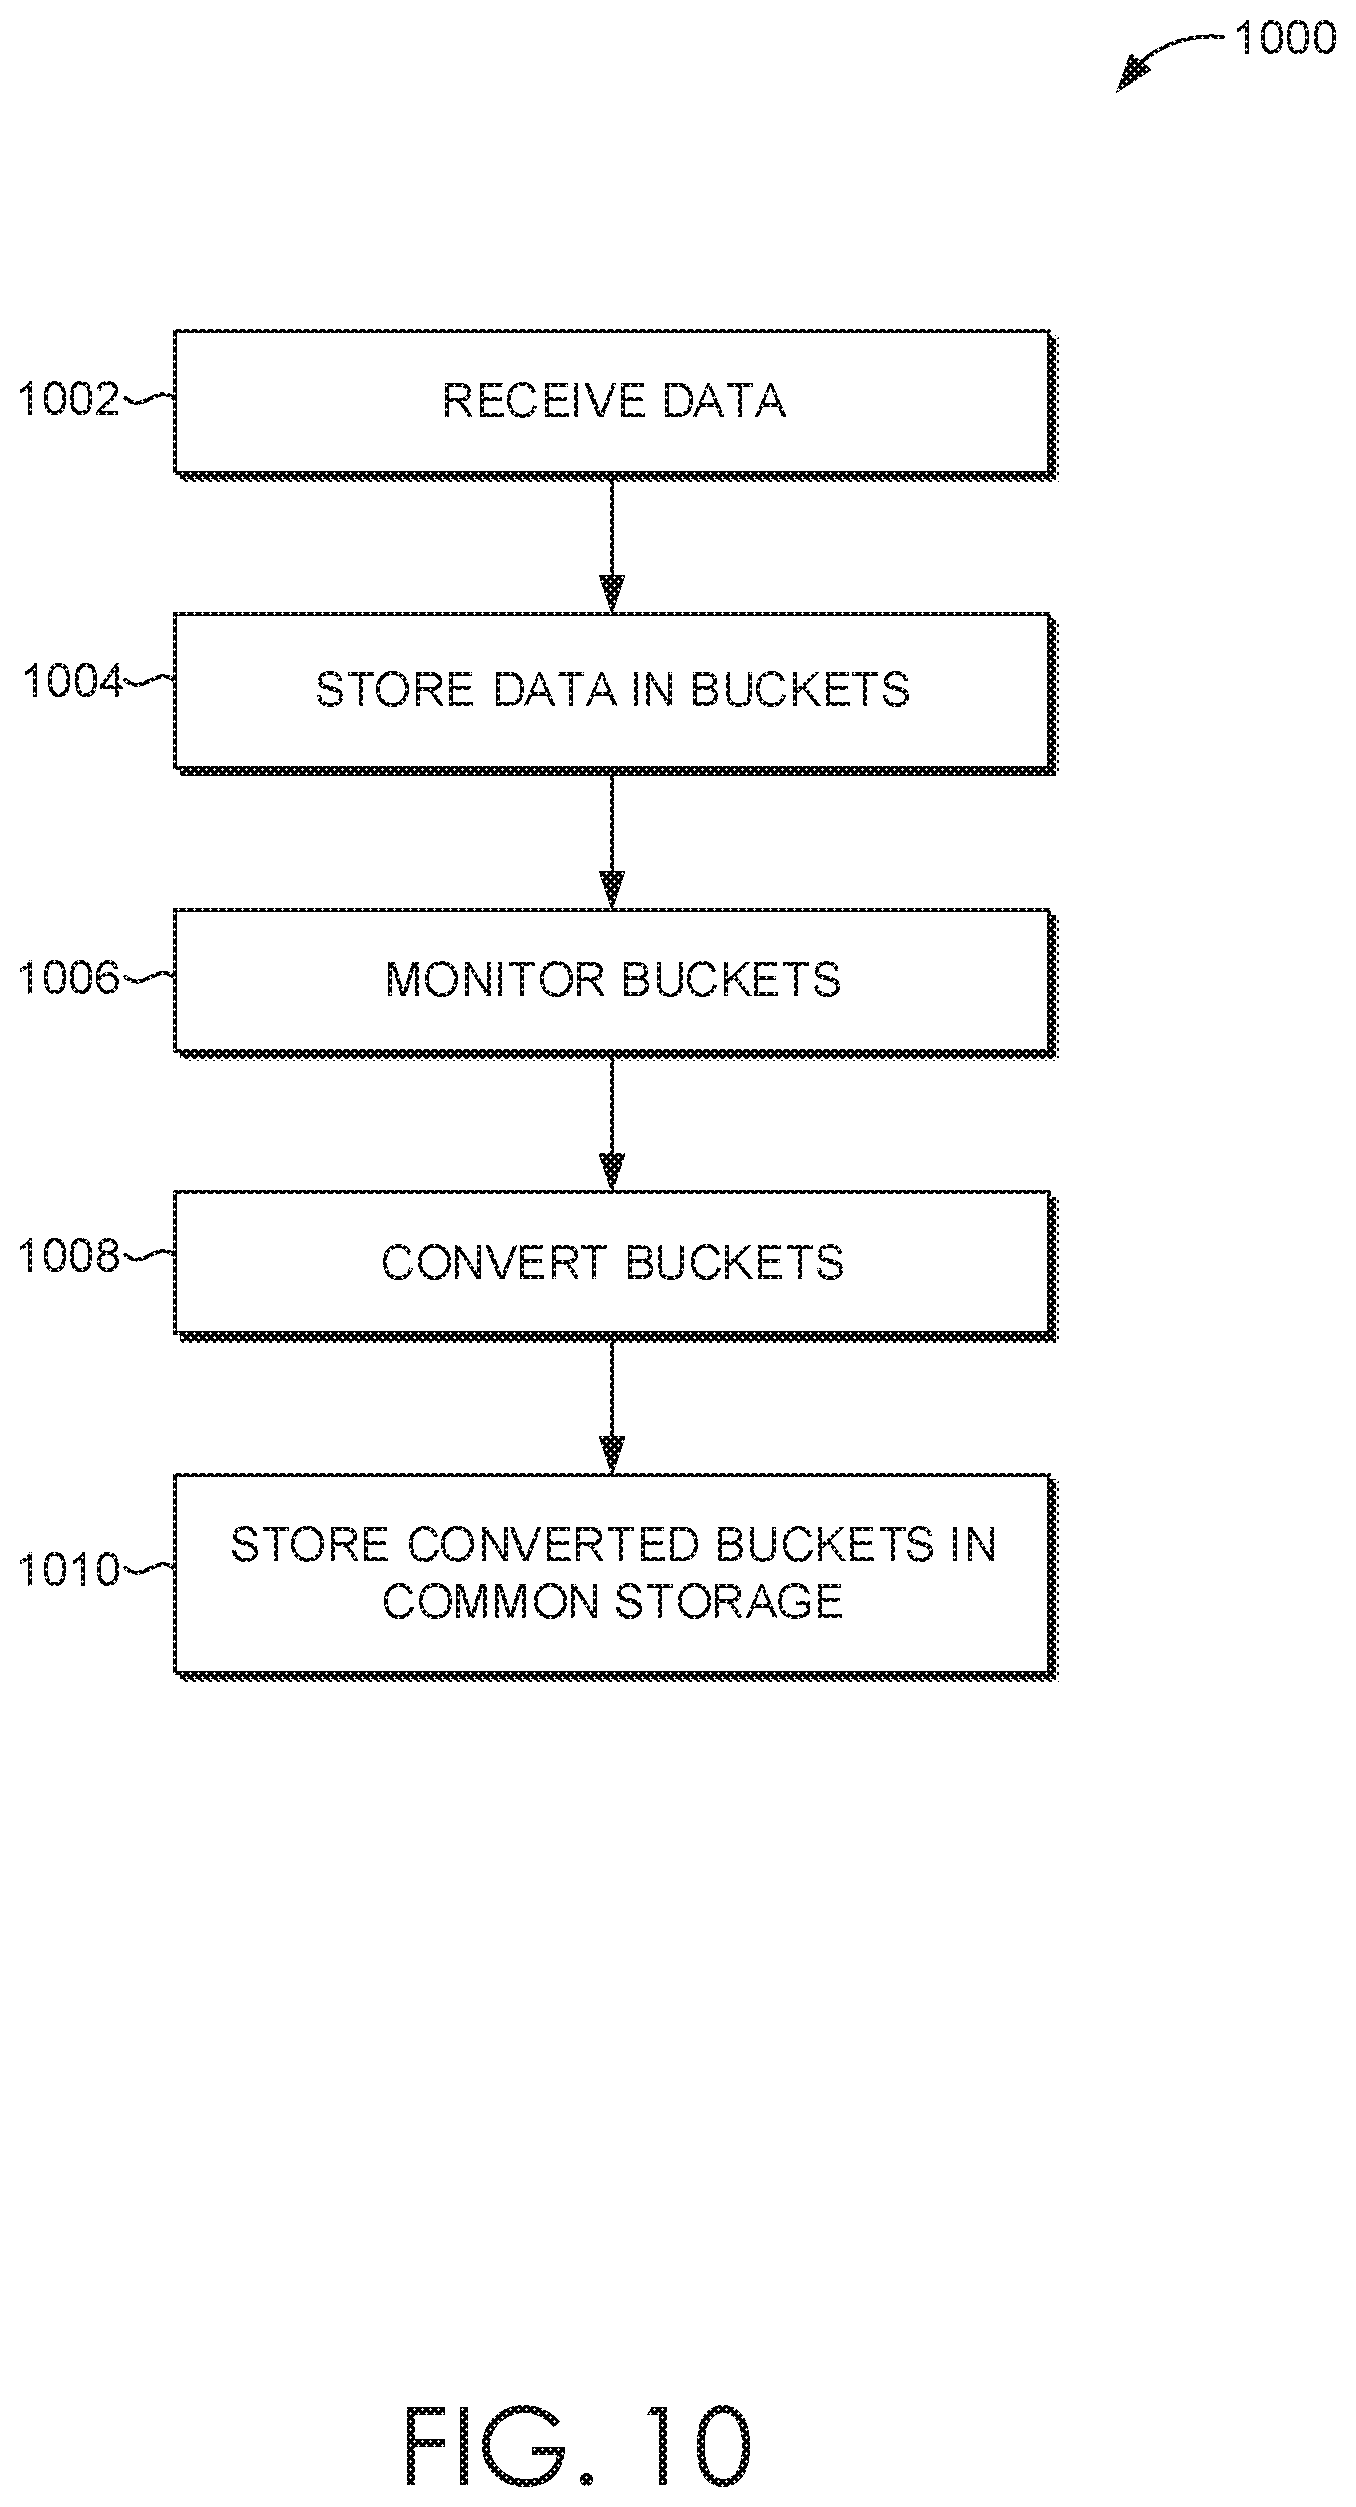 1000
1002
RECEIVE DATA
1004
STORE DATA IN BUCKETS
1006
MONITOR BUCKETS
1008
CONVERT BUCKETS
1010
STORE CONVERTED BUCKETS IN
COMMON STORAGE
FIG. 10